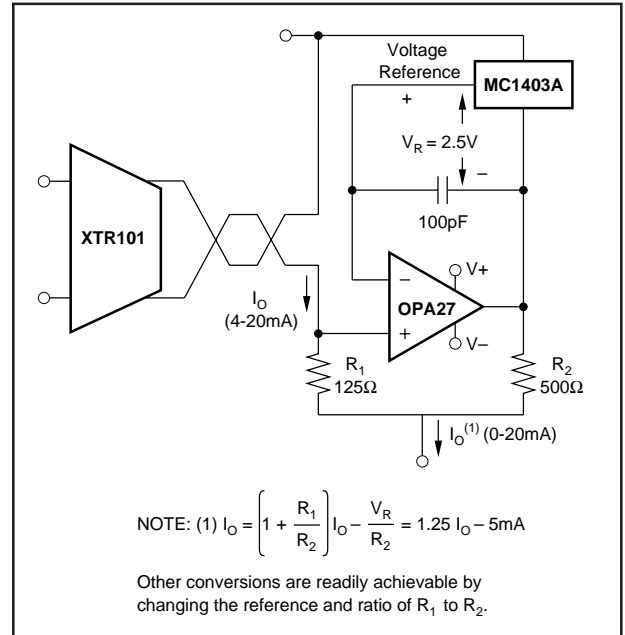 Voltage
Reference
MC1403A
+
V_R = 2.5V
–
100pF
XTR101
I_O
(4-20mA)
–
OPA27
+
V+
V–
R_1
125Ω
R_2
500Ω
I_O^(1) (0-20mA)
NOTE: (1) I_O = [1 + R_1/R_2] I_O – V_R/R_2 = 1.25 I_O – 5mA
Other conversions are readily achievable by
changing the reference and ratio of R_1 to R_2.